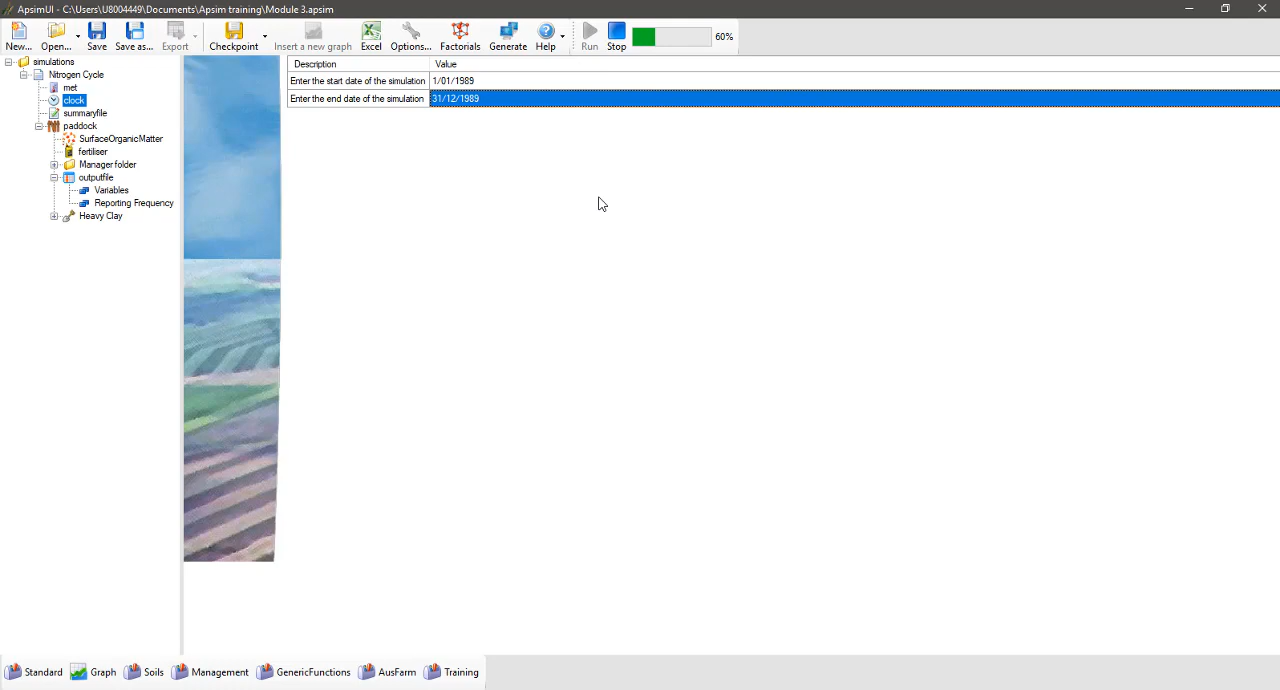 ApsimUI - C:\Users\U8004449\Documents\Apsim training\Module 3.apsim
New... Open... Save Save as... Export Checkpoint Insert a new graph Excel Options... Factorials Generate Help Run Stop 60%
simulations
Nitrogen Cycle
met
clock
summaryfile
paddock
SurfaceOrganicMatter
fertiliser
Manager folder
outputfile
Variables
Reporting Frequency
Heavy Clay
Description Value
Enter the start date of the simulation 1/01/1989
Enter the end date of the simulation 31/12/1989
Standard Graph Soils Management GenericFunctions AusFarm Training